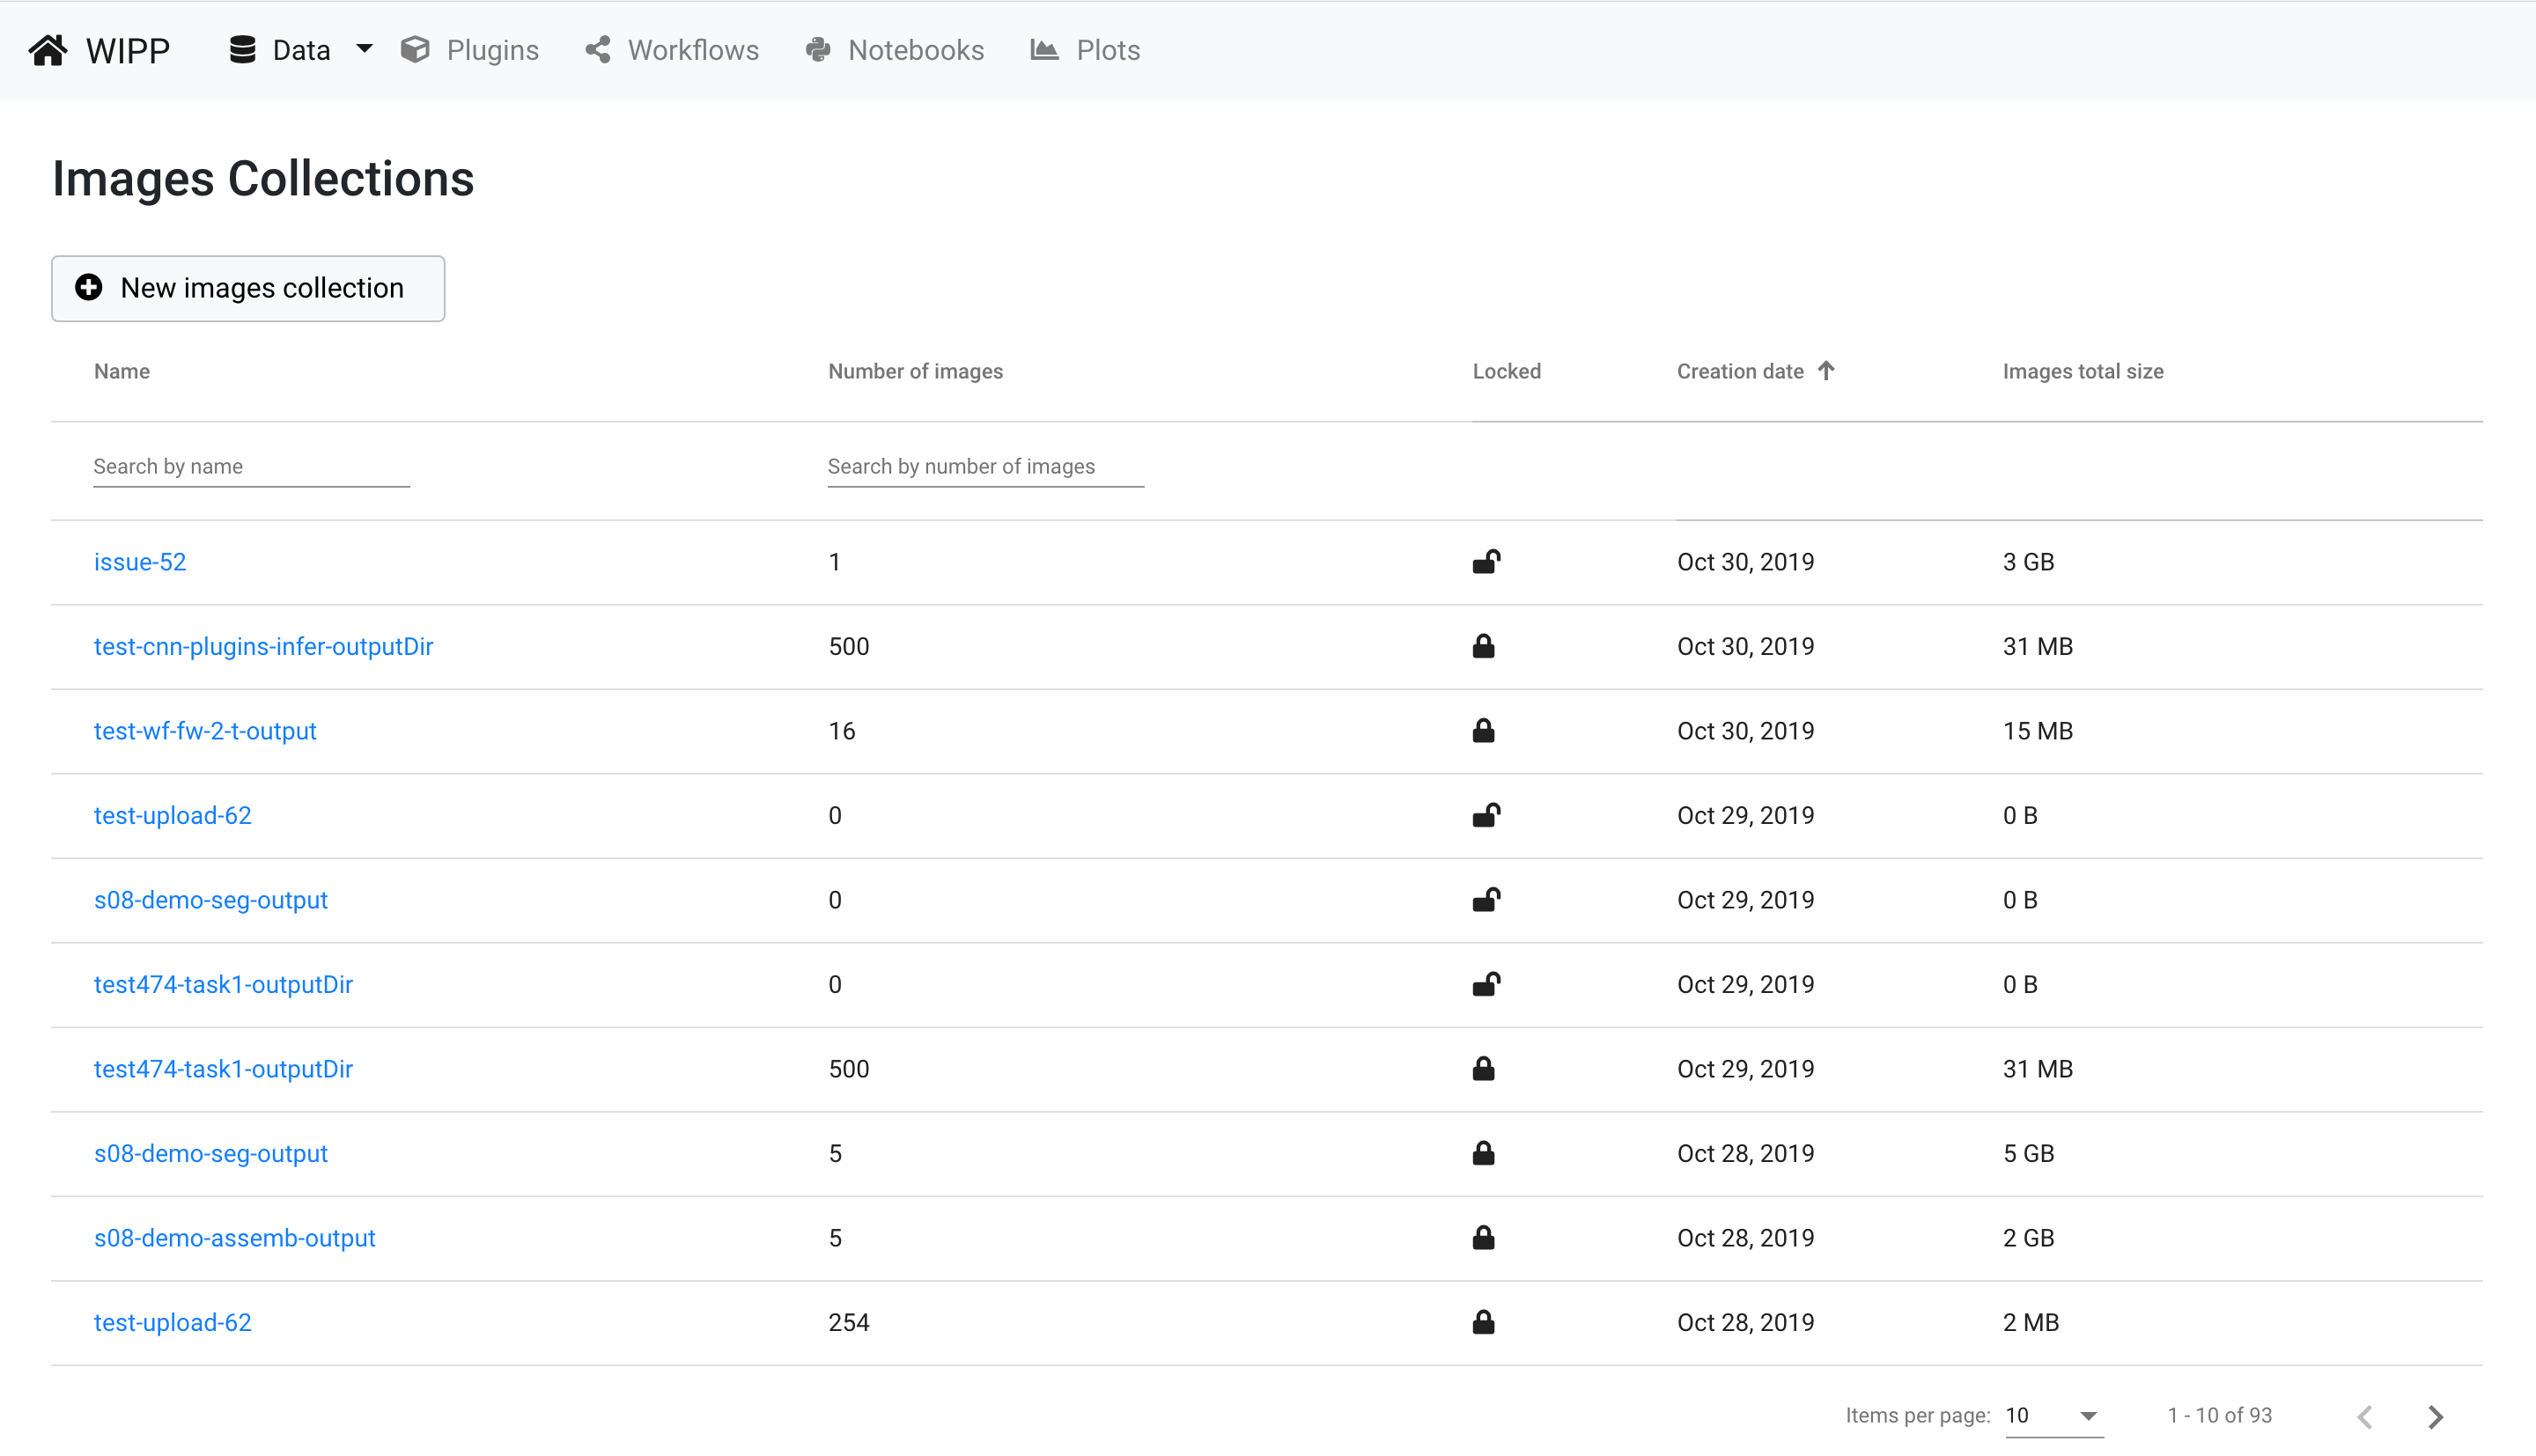 WIPP Data Plugins Workflows Notebooks Plots
Images Collections
New images collection
Name Number of images Locked Creation date Images total size
Search by name Search by number of images
issue-52 1 Oct 30, 2019 3 GB
test-cnn-plugins-infer-outputDir 500 Oct 30, 2019 31 MB
test-wf-fw-2-t-output 16 Oct 30, 2019 15 MB
test-upload-62 0 Oct 29, 2019 0 B
s08-demo-seg-output 0 Oct 29, 2019 0 B
test474-task1-outputDir 0 Oct 29, 2019 0 B
test474-task1-outputDir 500 Oct 29, 2019 31 MB
s08-demo-seg-output 5 Oct 28, 2019 5 GB
s08-demo-assemb-output 5 Oct 28, 2019 2 GB
test-upload-62 254 Oct 28, 2019 2 MB
Items per page: 10 1 - 10 of 93